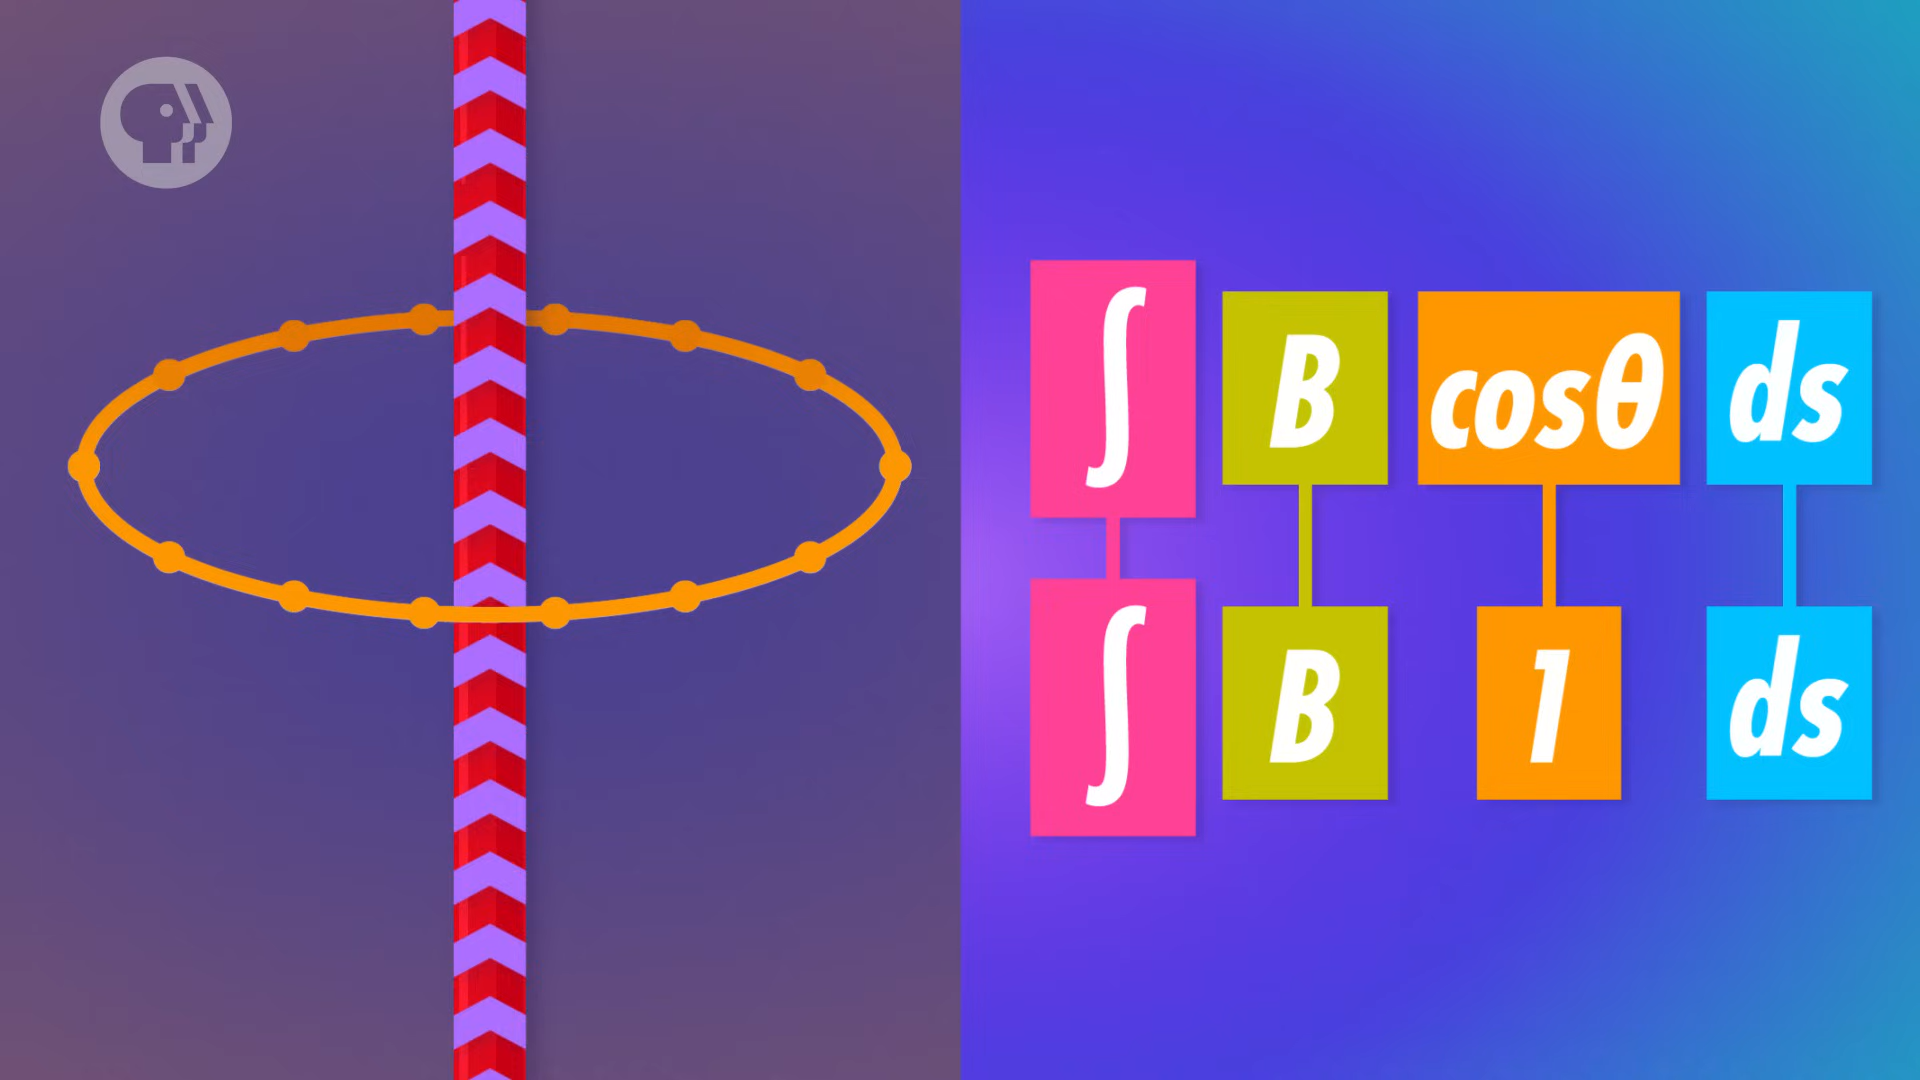 ∫ B cosθ ds
∫ B 1 ds